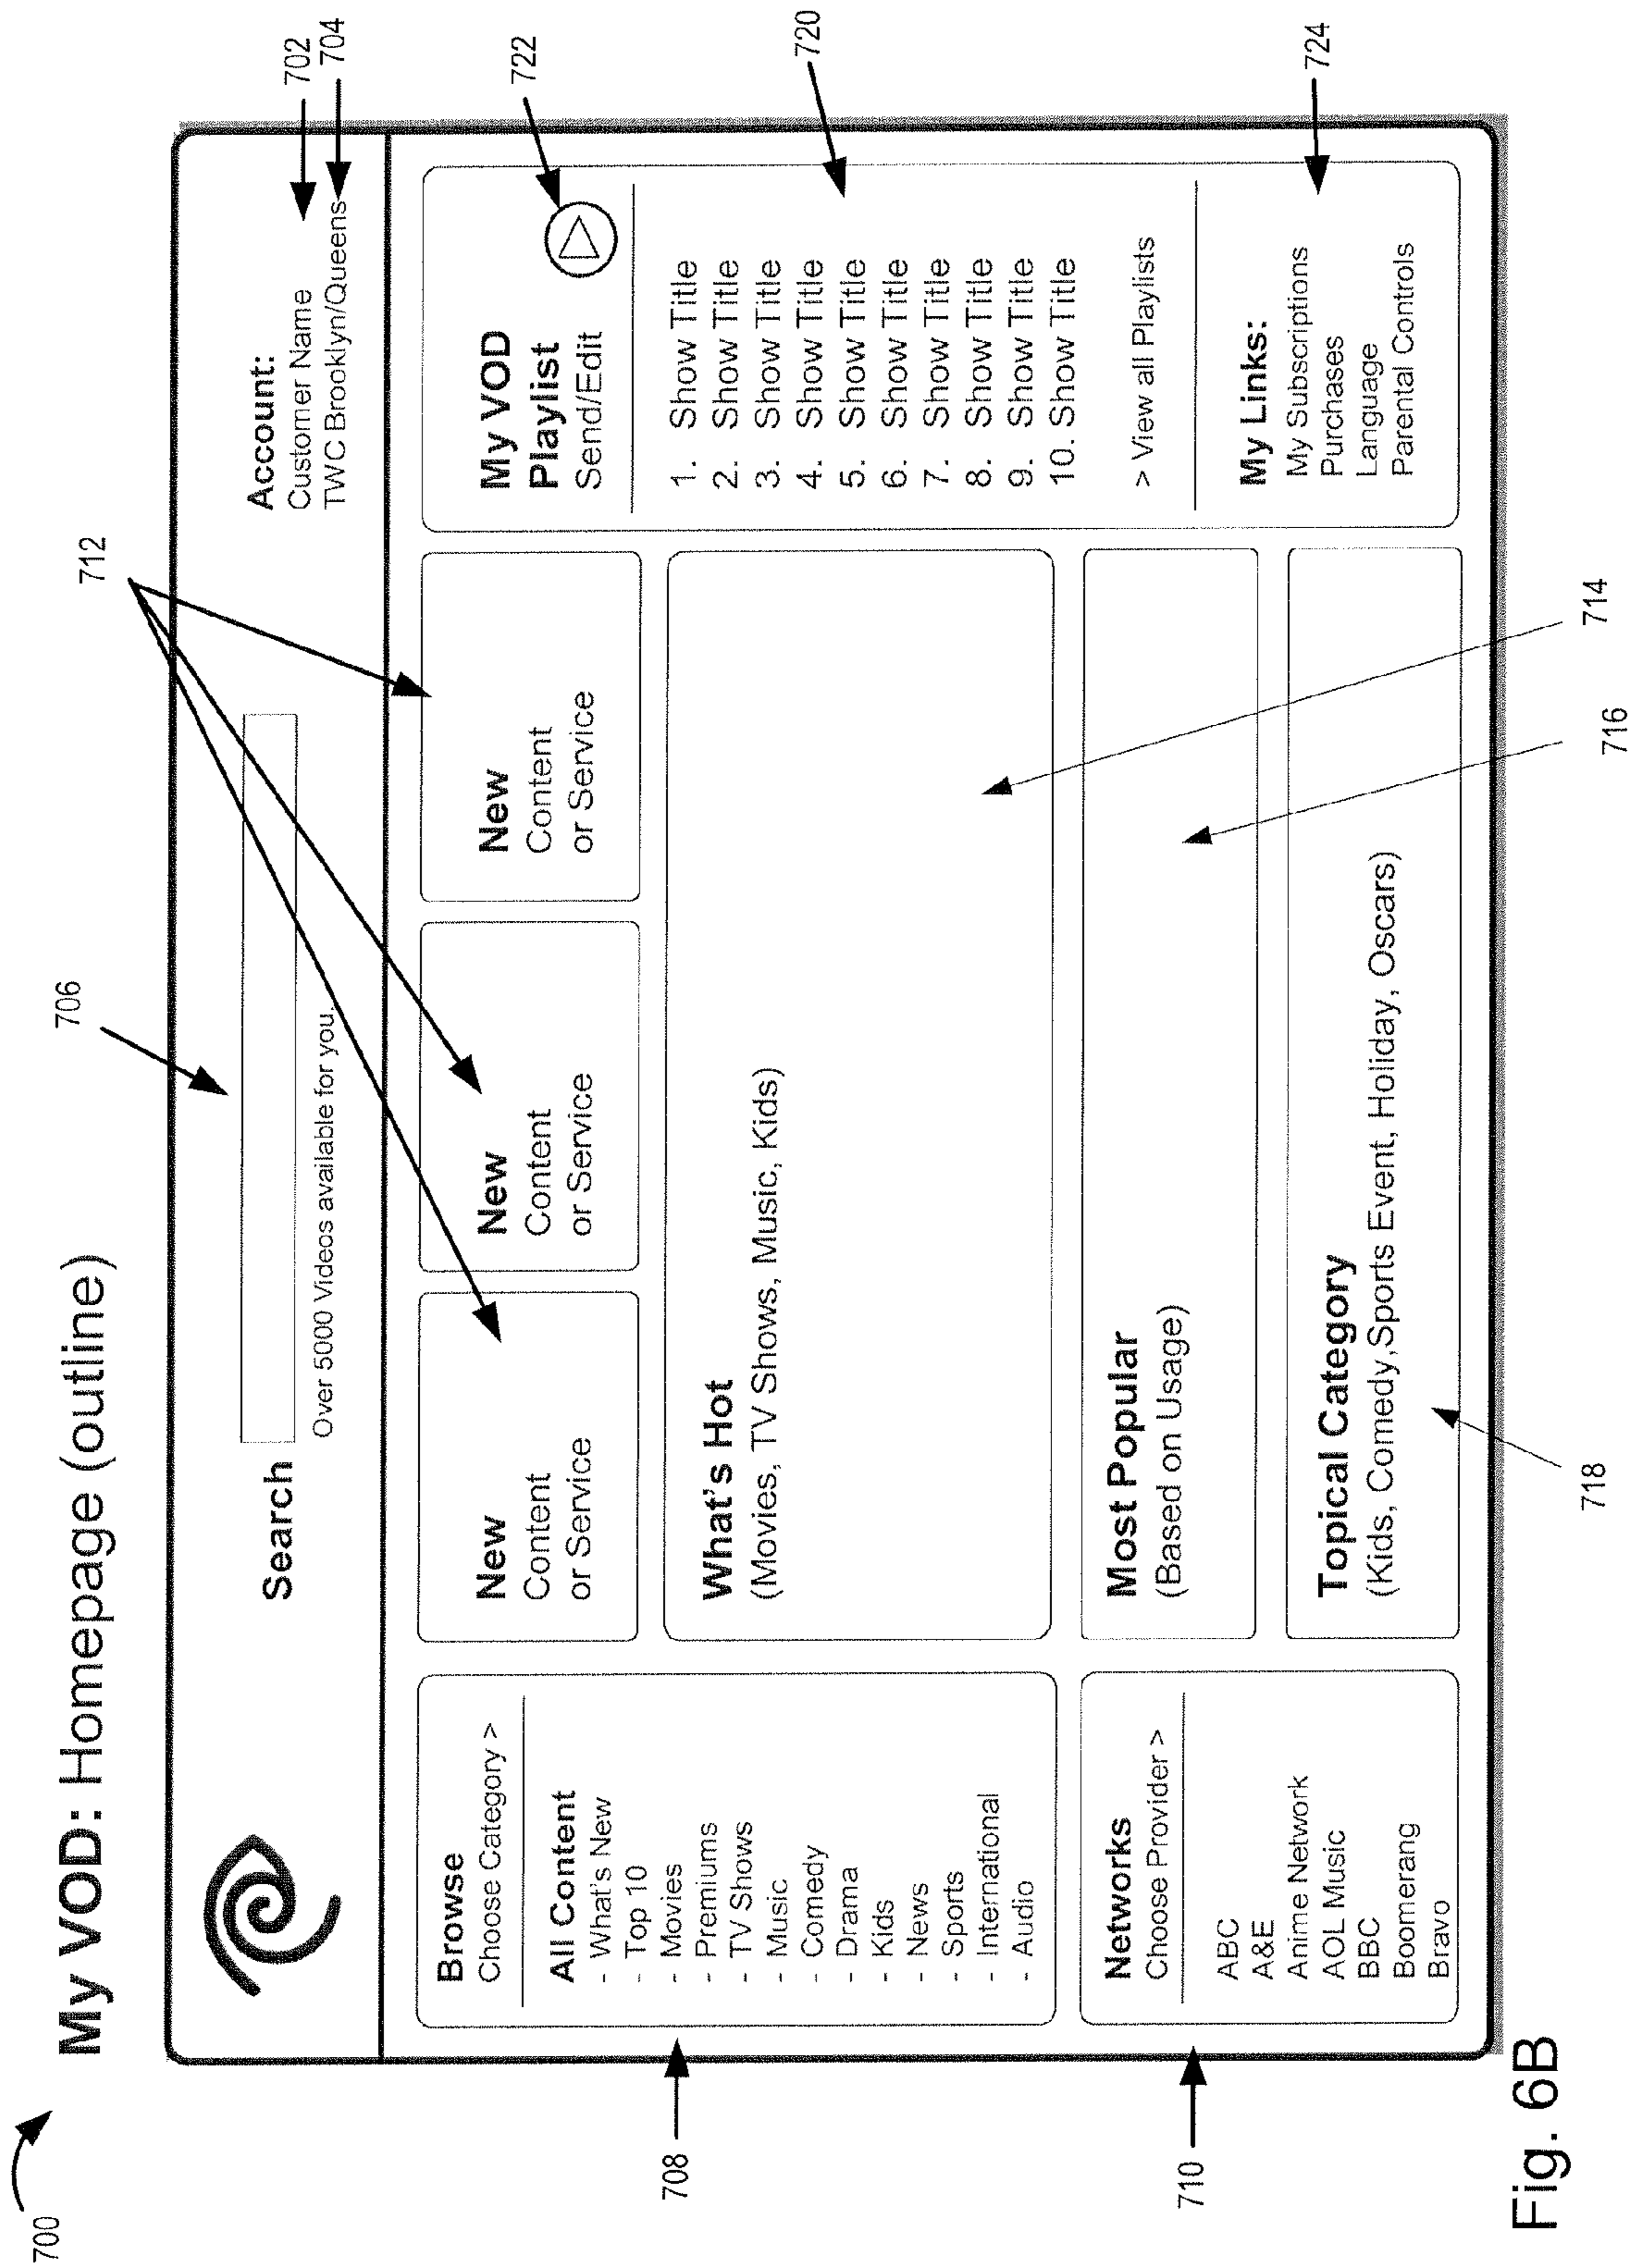 700
My VOD: Homepage (outline)
706
712
702
704
Search
Over 5000 Videos available for you.
Account:
Customer Name
TWC Brooklyn/Queens
722
720
724
708
710
Browse
Choose Category >
All Content
- What's New
- Top 10
- Movies
- Premiums
- TV Shows
- Music
- Comedy
- Drama
- Kids
- News
- Sports
- International
- Audio
Networks
Choose Provider >
ABC
A&E
Anime Network
AOL Music
BBC
Boomerang
Bravo
New
Content
or Service
New
Content
or Service
New
Content
or Service
What's Hot
(Movies, TV Shows, Music, Kids)
Most Popular
(Based on Usage)
Topical Category
(Kids, Comedy,Sports Event, Holiday, Oscars)
My VOD
Playlist
Send/Edit
1. Show Title
2. Show Title
3. Show Title
4. Show Title
5. Show Title
6. Show Title
7. Show Title
8. Show Title
9. Show Title
10. Show Title
> View all Playlists
My Links:
My Subscriptions
Purchases
Language
Parental Controls
718
716
714
Fig. 6B